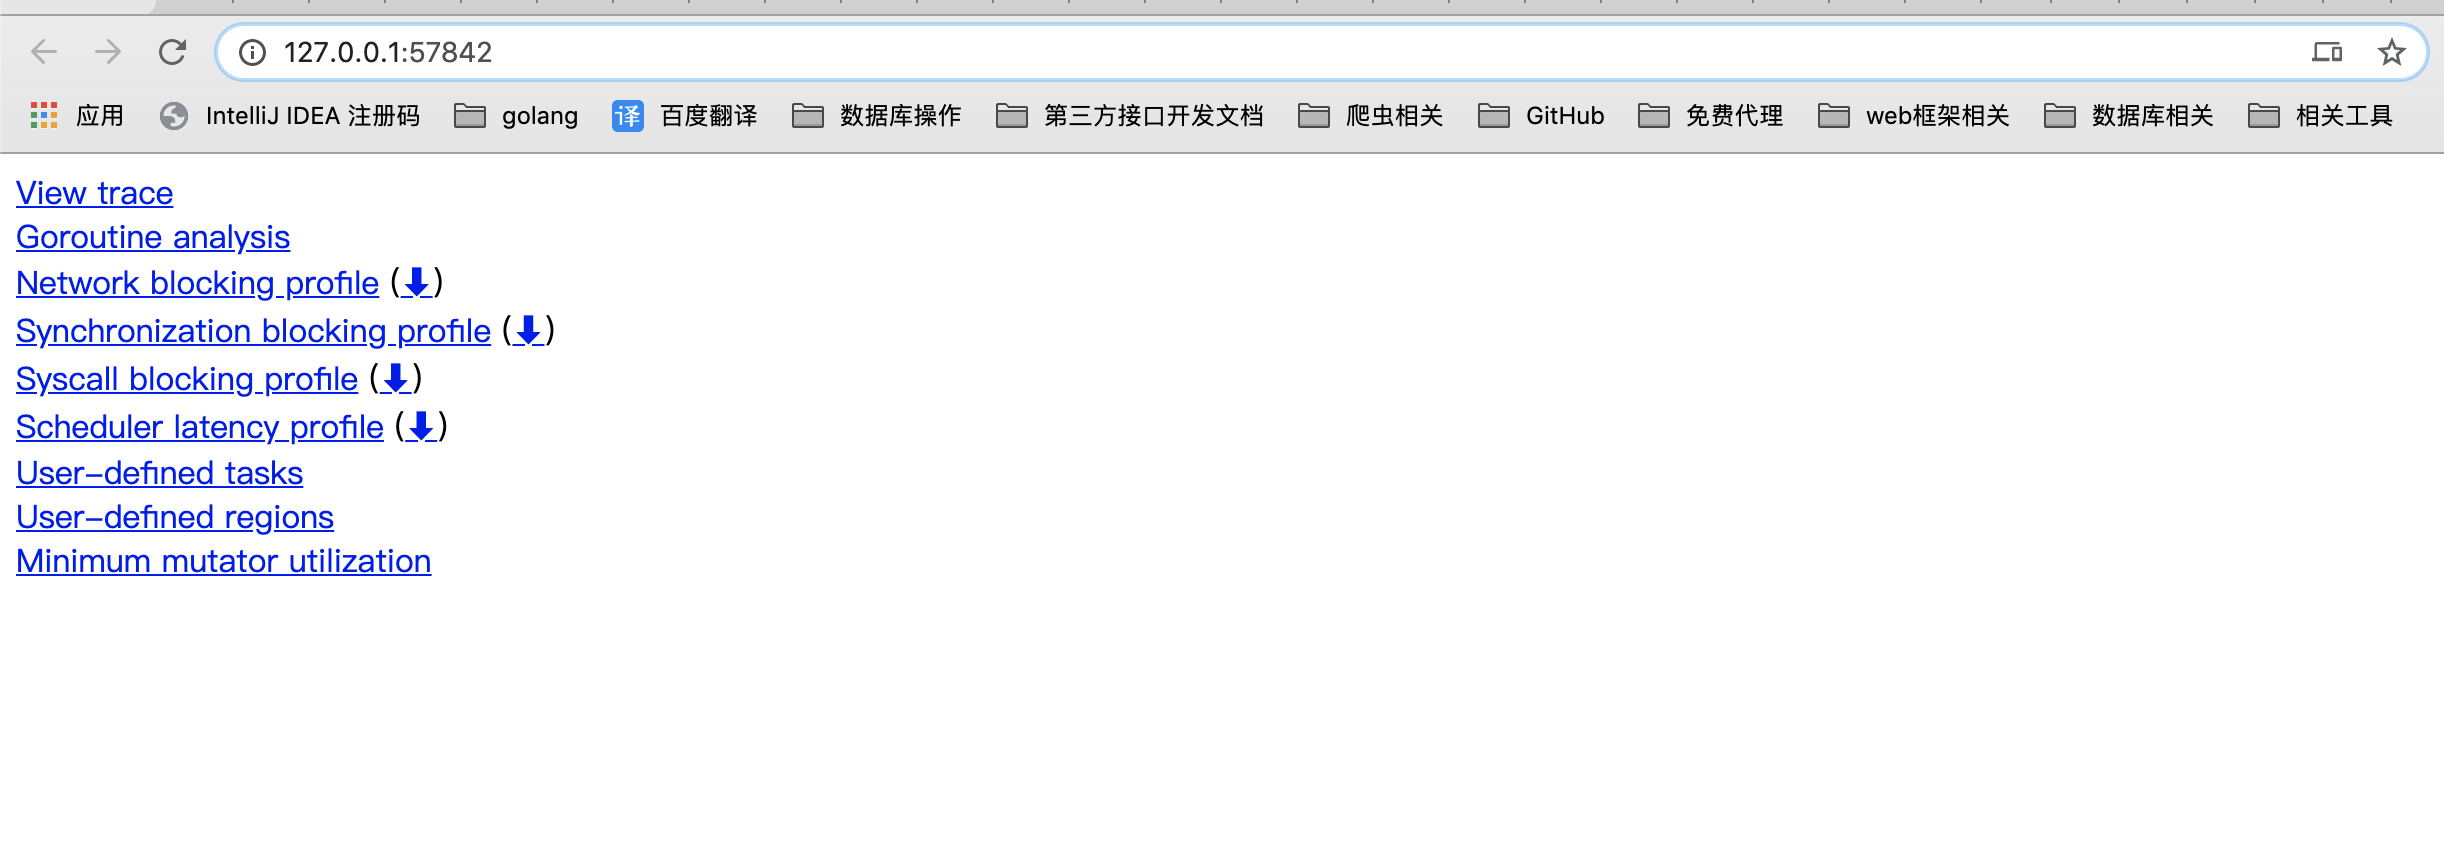 127.0.0.1:57842
应用 IntelliJ IDEA 注册码 golang 译 百度翻译 数据库操作 第三方接口开发文档 爬虫相关 GitHub 免费代理 web框架相关 数据库相关 相关工具
View trace
Goroutine analysis
Network blocking profile (⬇)
Synchronization blocking profile (⬇)
Syscall blocking profile (⬇)
Scheduler latency profile (⬇)
User-defined tasks
User-defined regions
Minimum mutator utilization